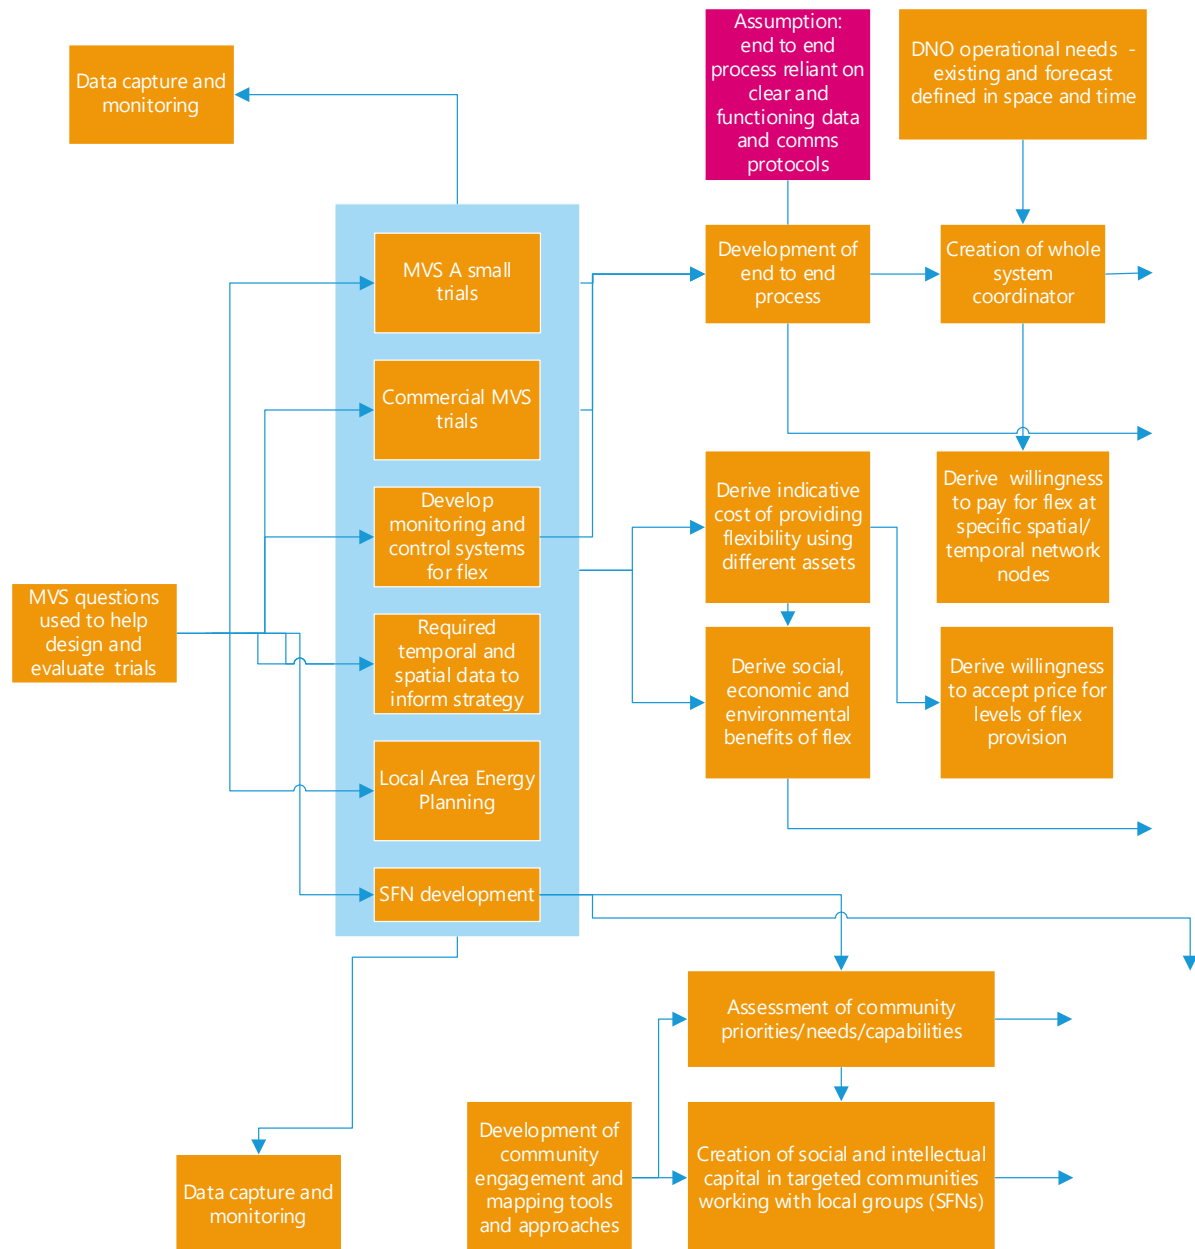 Assumption:
end to end
process reliant on
clear and
functioning data
and comms
protocols
DNO operational needs -
existing and forecast
defined in space and time
Data capture and
monitoring
MVS A small
trials
Development of
end to end
process
Creation of whole
system
coordinator
Commercial MVS
trials
Develop
monitoring and
control systems
for flex
Derive indicative
cost of providing
flexibility using
different assets
Derive willingness
to pay for flex at
specific spatial/
temporal network
nodes
MVS questions
used to help
design and
evaluate trials
Required
temporal and
spatial data to
inform strategy
Derive social,
economic and
environmental
benefits of flex
Derive willingness
to accept price for
levels of flex
provision
Local Area Energy
Planning
SFN development
Assessment of community
priorities/needs/capabilities
Development of
community
engagement and
mapping tools
and approaches
Creation of social and intellectual
capital in targeted communities
working with local groups (SFNs)
Data capture and
monitoring